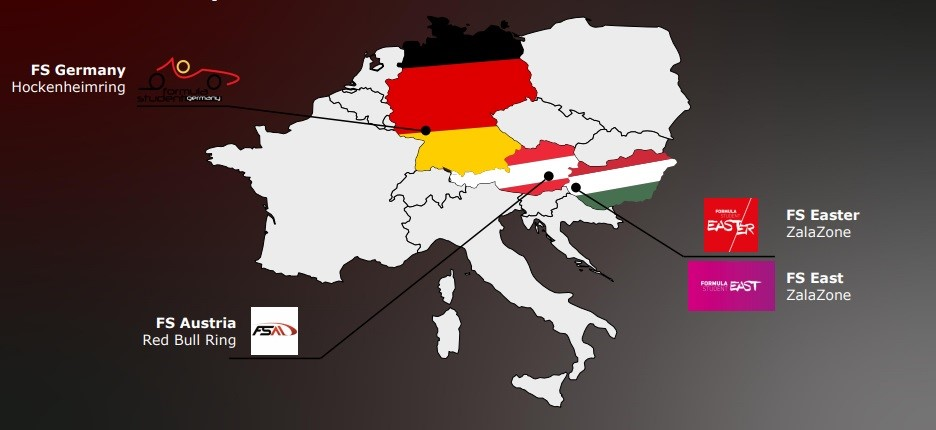 FS Germany
Hockenheimring
formula
student germany
FORMULA
STUDENT
EASTER
FS Easter
ZalaZone
FORMULA
STUDENT EAST
FS East
ZalaZone
FS Austria
Red Bull Ring
FSA